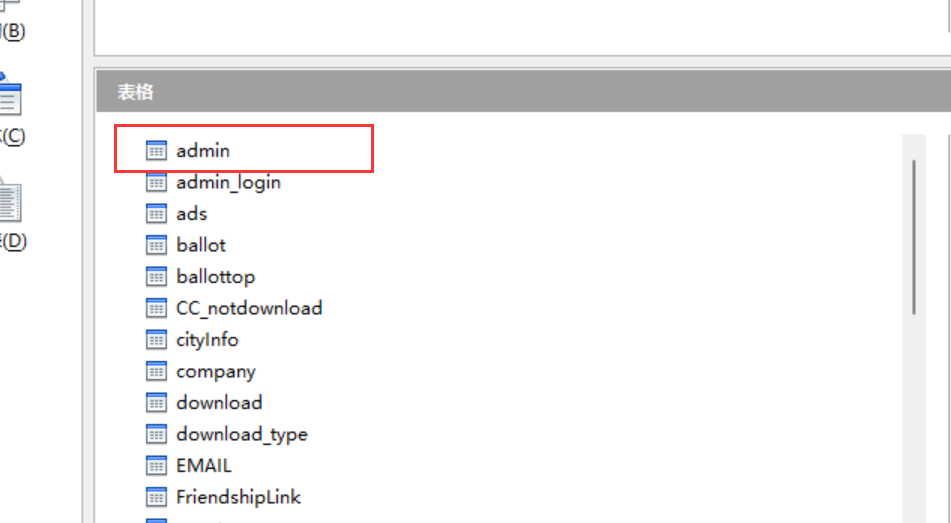 (B)
表格
admin
(C)
admin_login
ads
(D)
ballot
ballottop
CC_notdownload
cityInfo
company
download
download_type
EMAIL
FriendshipLink